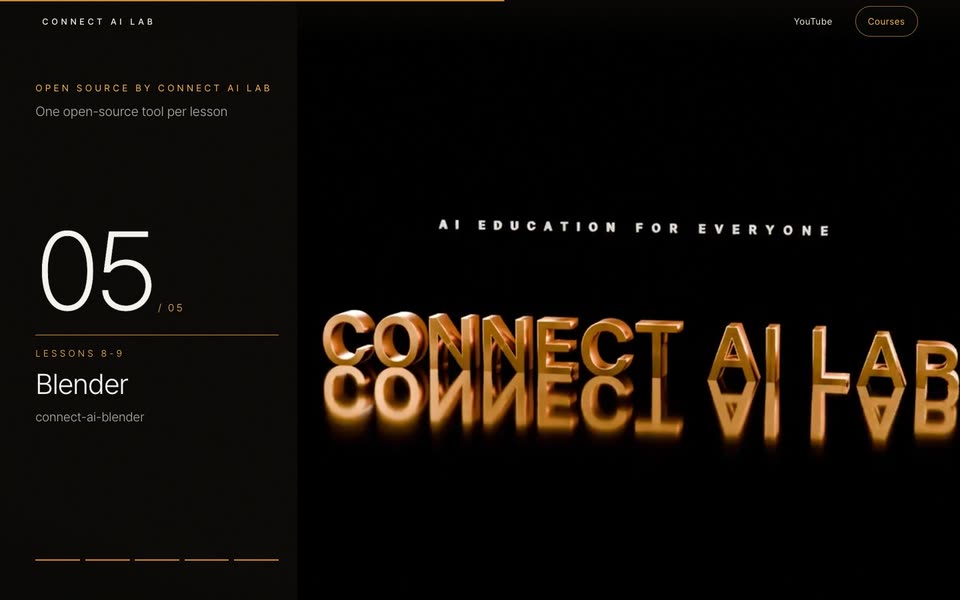 CONNECT AI LAB
YouTube
Courses
OPEN SOURCE BY CONNECT AI LAB
One open-source tool per lesson
05 / 05
LESSONS 8-9
Blender
connect-ai-blender
AI EDUCATION FOR EVERYONE
CONNECT AI LAB